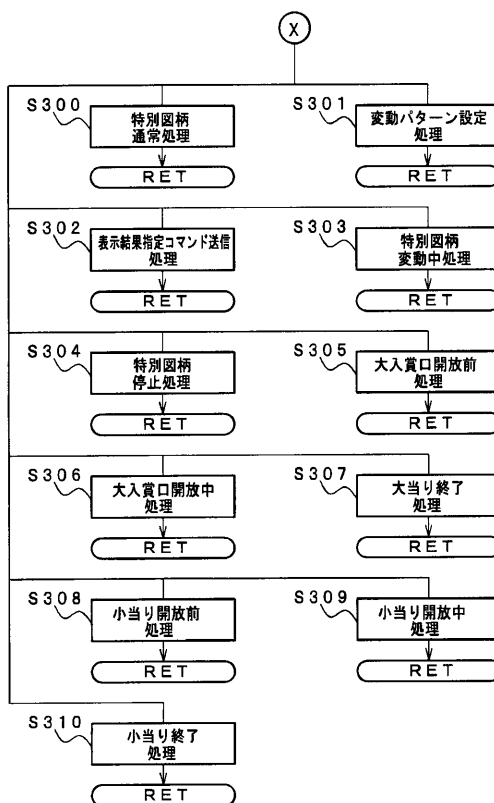 X
S300
特別図柄
通常処理
RET
S301
変動パターン設定
処理
RET
S302
表示結果指定コマンド送信
処理
RET
S303
特別図柄
変動中処理
RET
S304
特別図柄
停止処理
RET
S305
大入賞口開放前
処理
RET
S306
大入賞口開放中
処理
RET
S307
大当り終了
処理
RET
S308
小当り開放前
処理
RET
S309
小当り開放中
処理
RET
S310
小当り終了
処理
RET